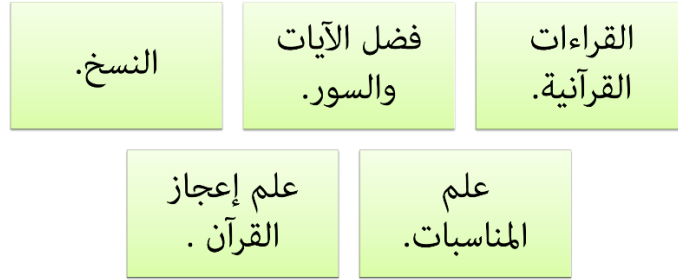 القراءات
القرآنية.
فضل الآيات
والسور.
النسخ.
علم
المناسبات.
علم إعجاز
القرآن .